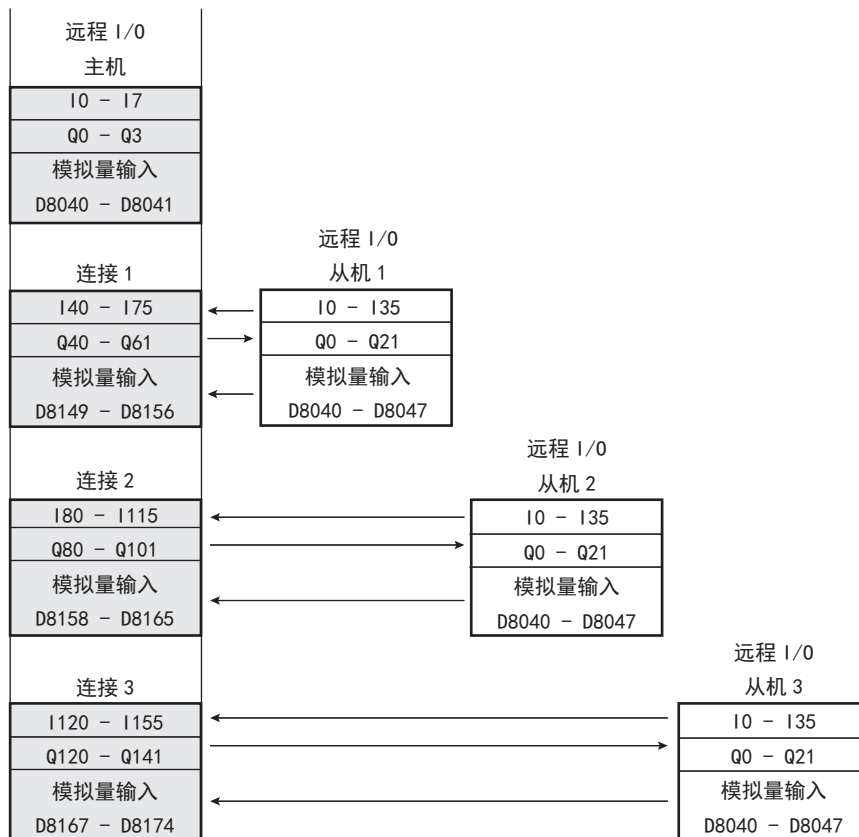 远程 I/O
主机
I0 - I7
Q0 - Q3
模拟量输入
D8040 - D8041
远程 I/O
连接 1
从机 1
I40 - I75
I0 - I35
Q40 - Q61
Q0 - Q21
模拟量输入
模拟量输入
D8149 - D8156
D8040 - D8047
远程 I/O
连接 2
从机 2
I80 - I115
I0 - I35
Q80 - Q101
Q0 - Q21
模拟量输入
模拟量输入
D8158 - D8165
D8040 - D8047
远程 I/O
连接 3
从机 3
I120 - I155
I0 - I35
Q120 - Q141
Q0 - Q21
模拟量输入
模拟量输入
D8167 - D8174
D8040 - D8047